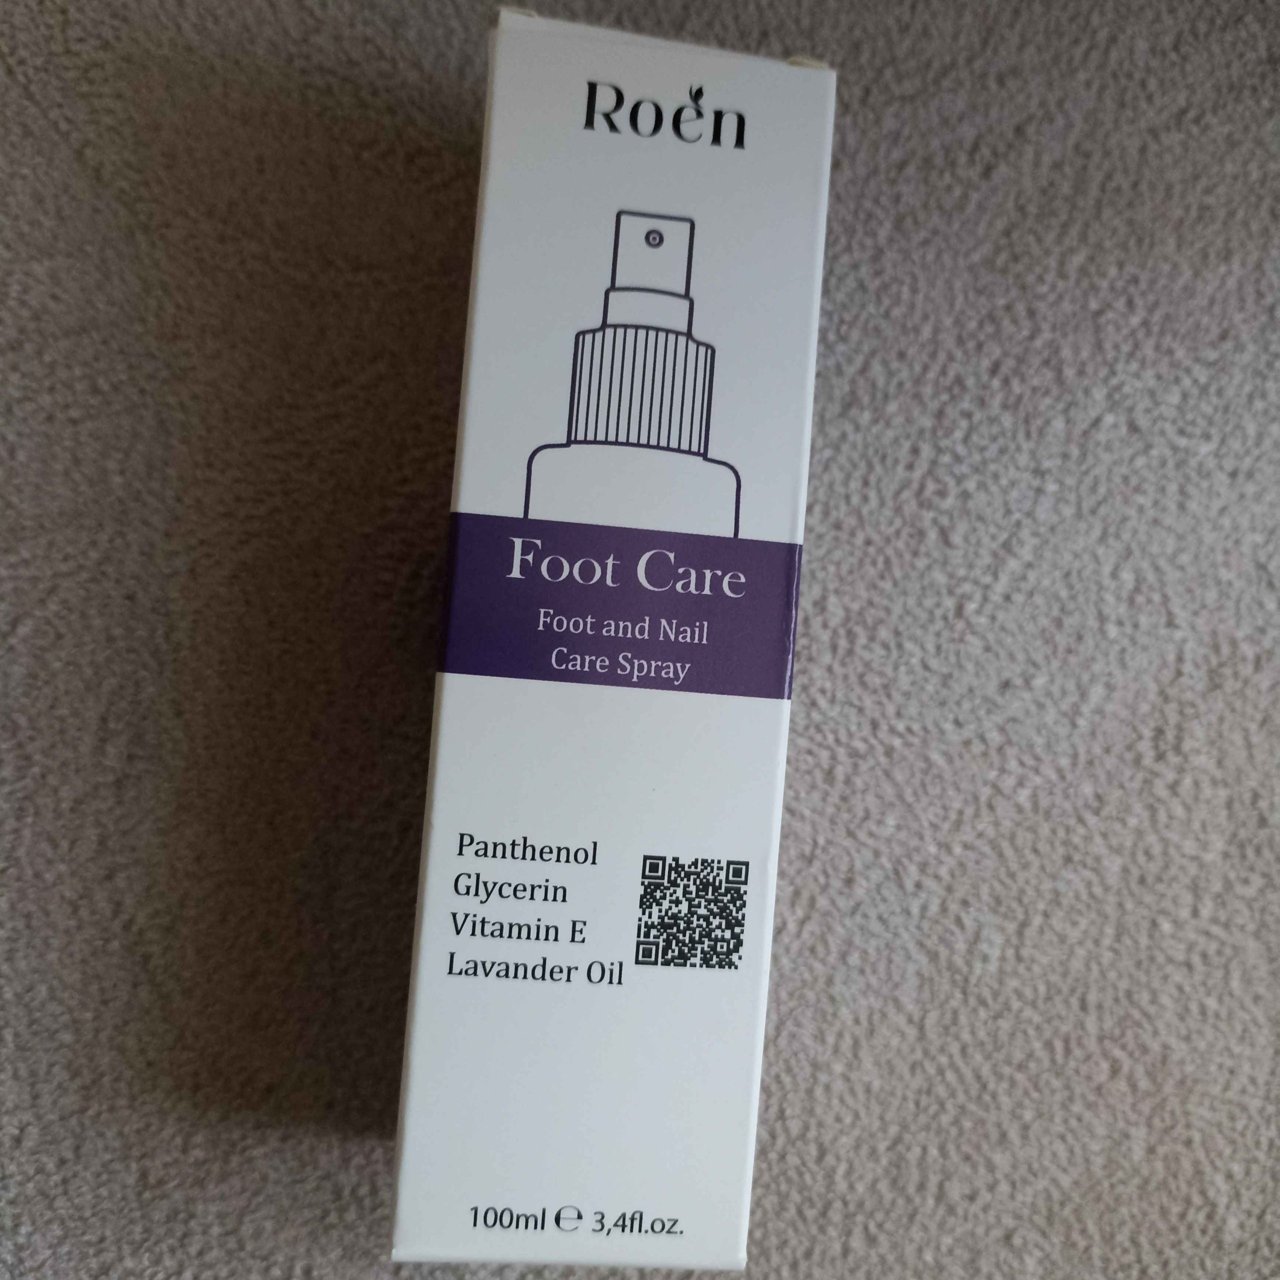 Roen
Foot Care
Foot and Nail
Care Spray
Panthenol
Glycerin
Vitamin E
Lavander Oil
100ml ℮ 3,4fl.oz.